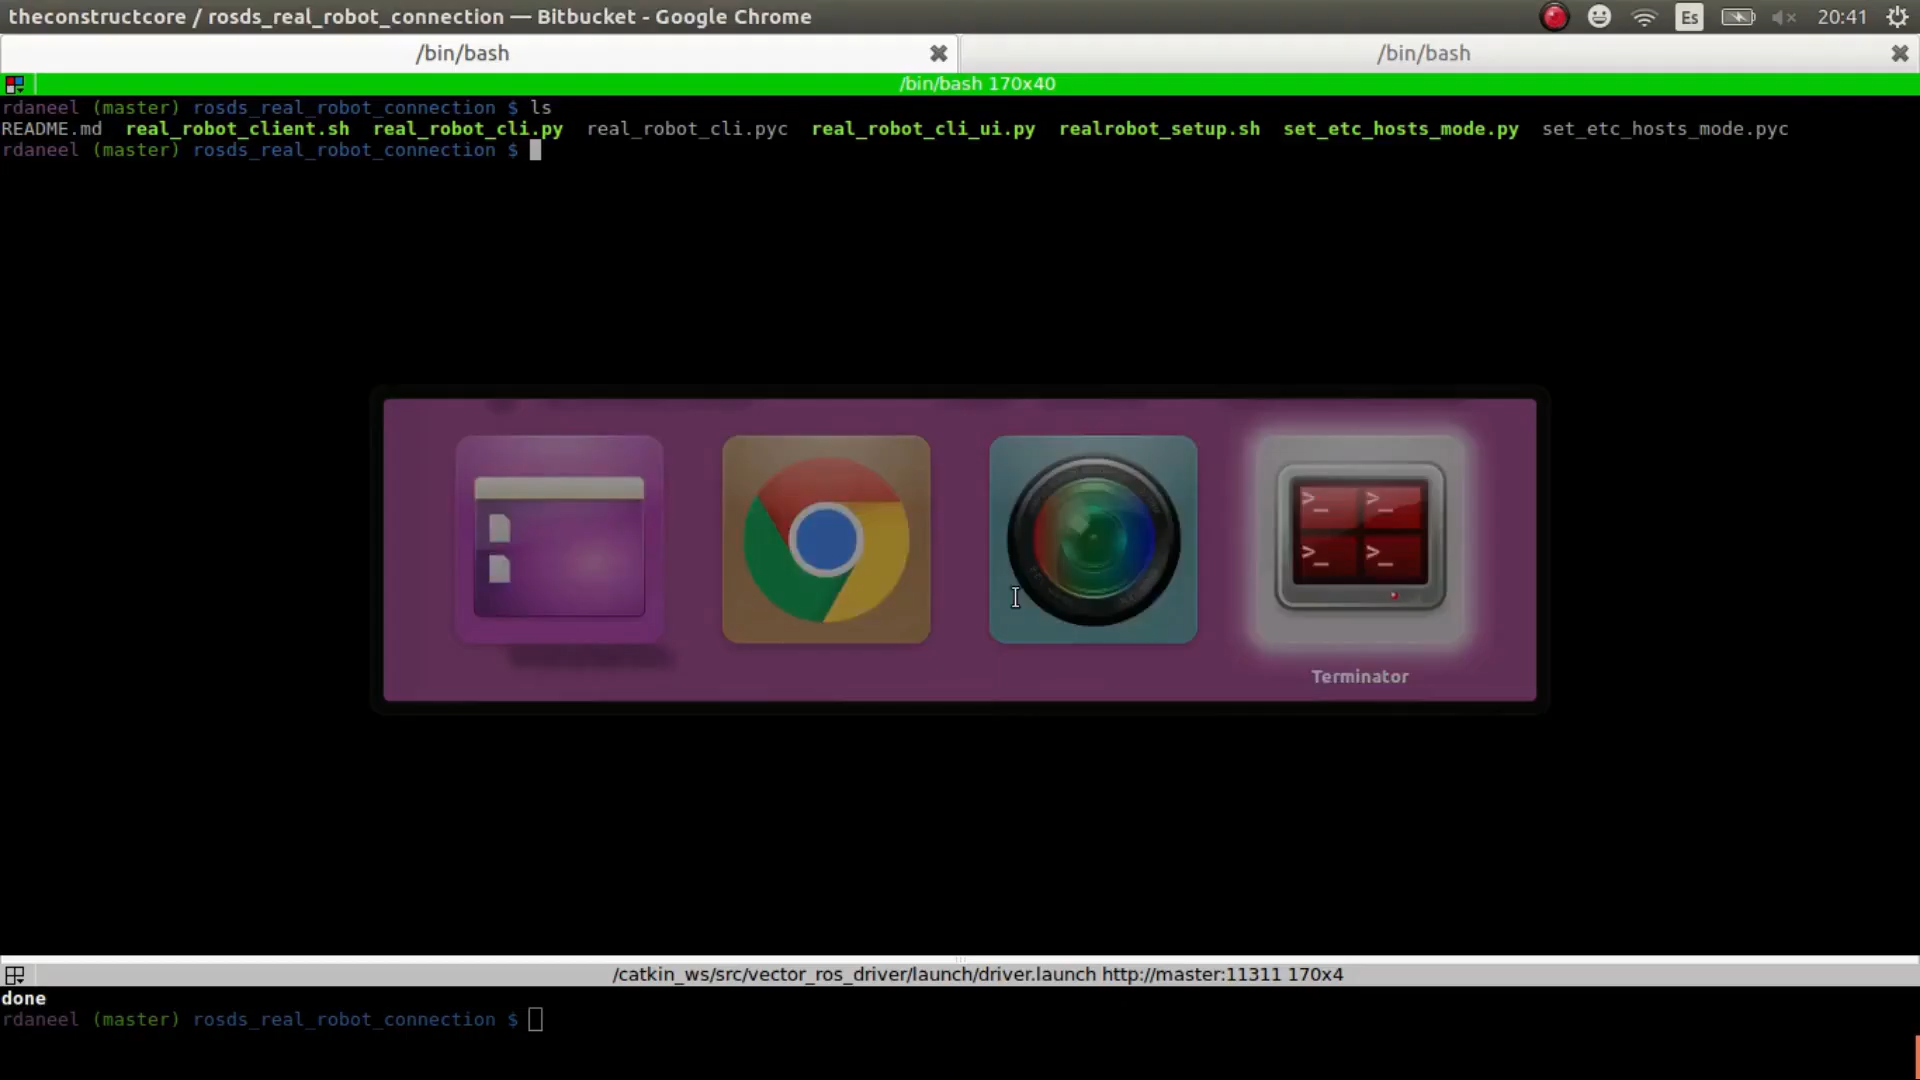 theconstructcore / rosds_real_robot_connection — Bitbucket - Google Chrome
Es
20:41
/bin/bash
/bin/bash
/bin/bash 170x40
rdaneel (master) rosds_real_robot_connection $ ls
README.md real_robot_client.sh real_robot_cli.py real_robot_cli.pyc real_robot_cli_ui.py realrobot_setup.sh set_etc_hosts_mode.py set_etc_hosts_mode.pyc
rdaneel (master) rosds_real_robot_connection $
>_ >_
>_ >_
Terminator
/catkin_ws/src/vector_ros_driver/launch/driver.launch http://master:11311 170x4
done
rdaneel (master) rosds_real_robot_connection $